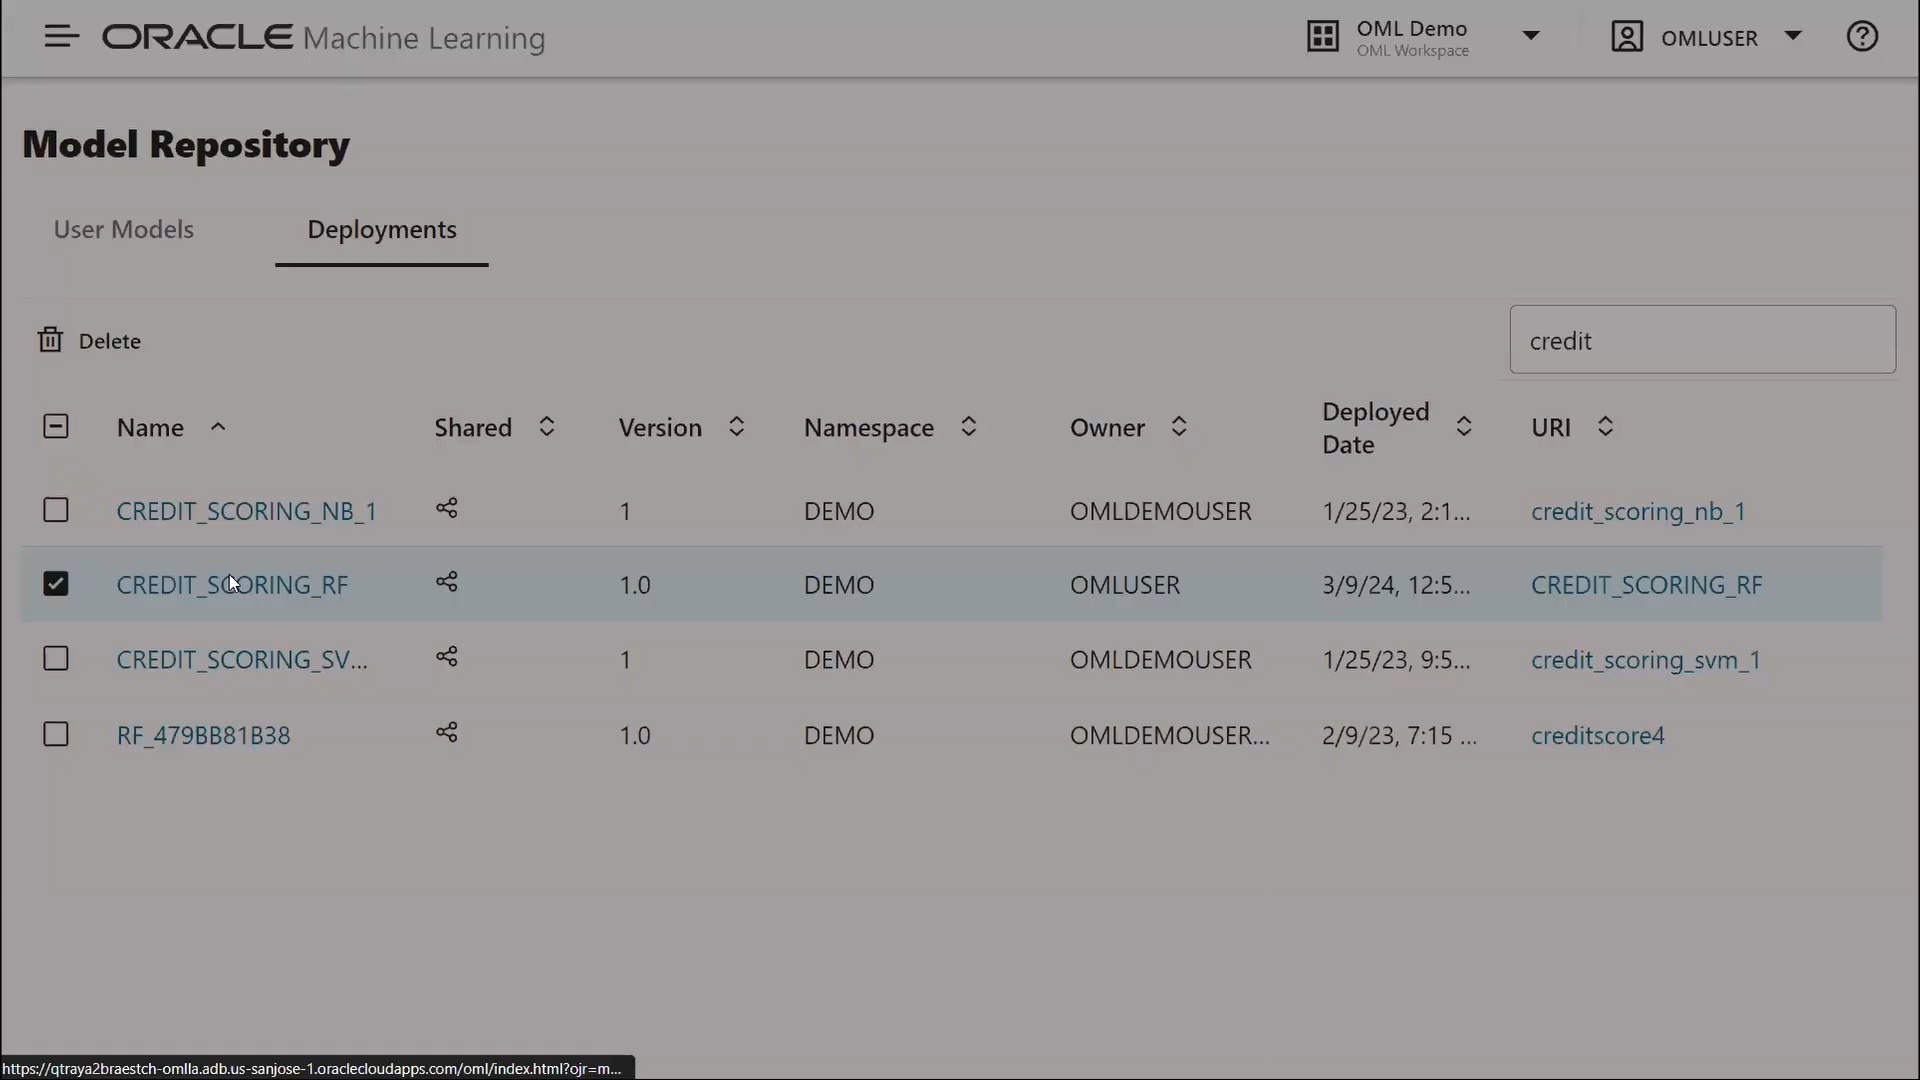 ORACLE Machine Learning
OML Demo
OML Workspace
OMLUSER
Model Repository
User Models Deployments
Delete
credit
Name Shared Version Namespace Owner Deployed Date URI
CREDIT_SCORING_NB_1 1 DEMO OMLDEMOUSER 1/25/23, 2:1... credit_scoring_nb_1
CREDIT_SCORING_RF 1.0 DEMO OMLUSER 3/9/24, 12:5... CREDIT_SCORING_RF
CREDIT_SCORING_SV... 1 DEMO OMLDEMOUSER 1/25/23, 9:5... credit_scoring_svm_1
RF_479BB81B38 1.0 DEMO OMLDEMOUSER... 2/9/23, 7:15 ... creditscore4
https://qtraya2braestch-omlla.adb.us-sanjose-1.oraclecloudapps.com/oml/index.html?ojr=m...